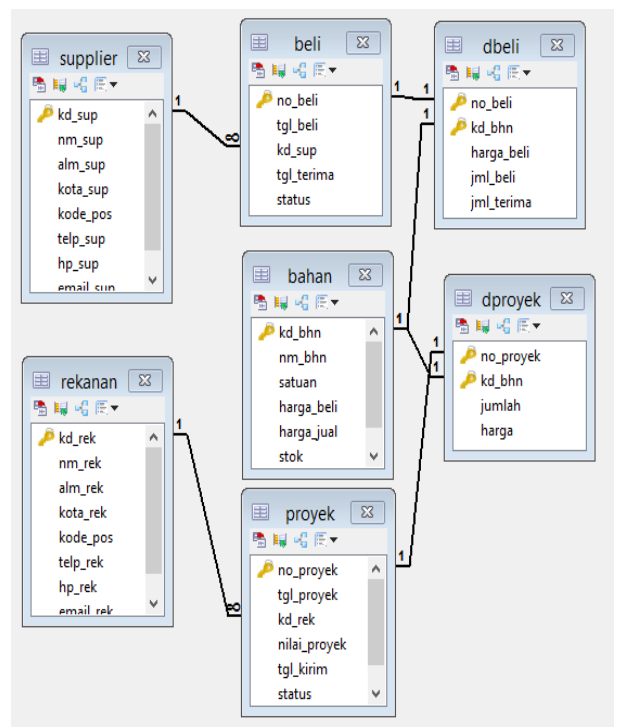 supplier
kd_sup
nm_sup
alm_sup
kota_sup
kode_pos
telp_sup
hp_sup
email_sup
1
∞
beli
no_beli
tgl_beli
kd_sup
tgl_terima
status
1
1
1
dbeli
no_beli
kd_bhn
harga_beli
jml_beli
jml_terima
bahan
kd_bhn
nm_bhn
satuan
harga_beli
harga_jual
stok
1
1
1
dproyek
no_proyek
kd_bhn
jumlah
harga
rekanan
kd_rek
nm_rek
alm_rek
kota_rek
kode_pos
telp_rek
hp_rek
email_rek
1
∞
proyek
no_proyek
tgl_proyek
kd_rek
nilai_proyek
tgl_kirim
status
1